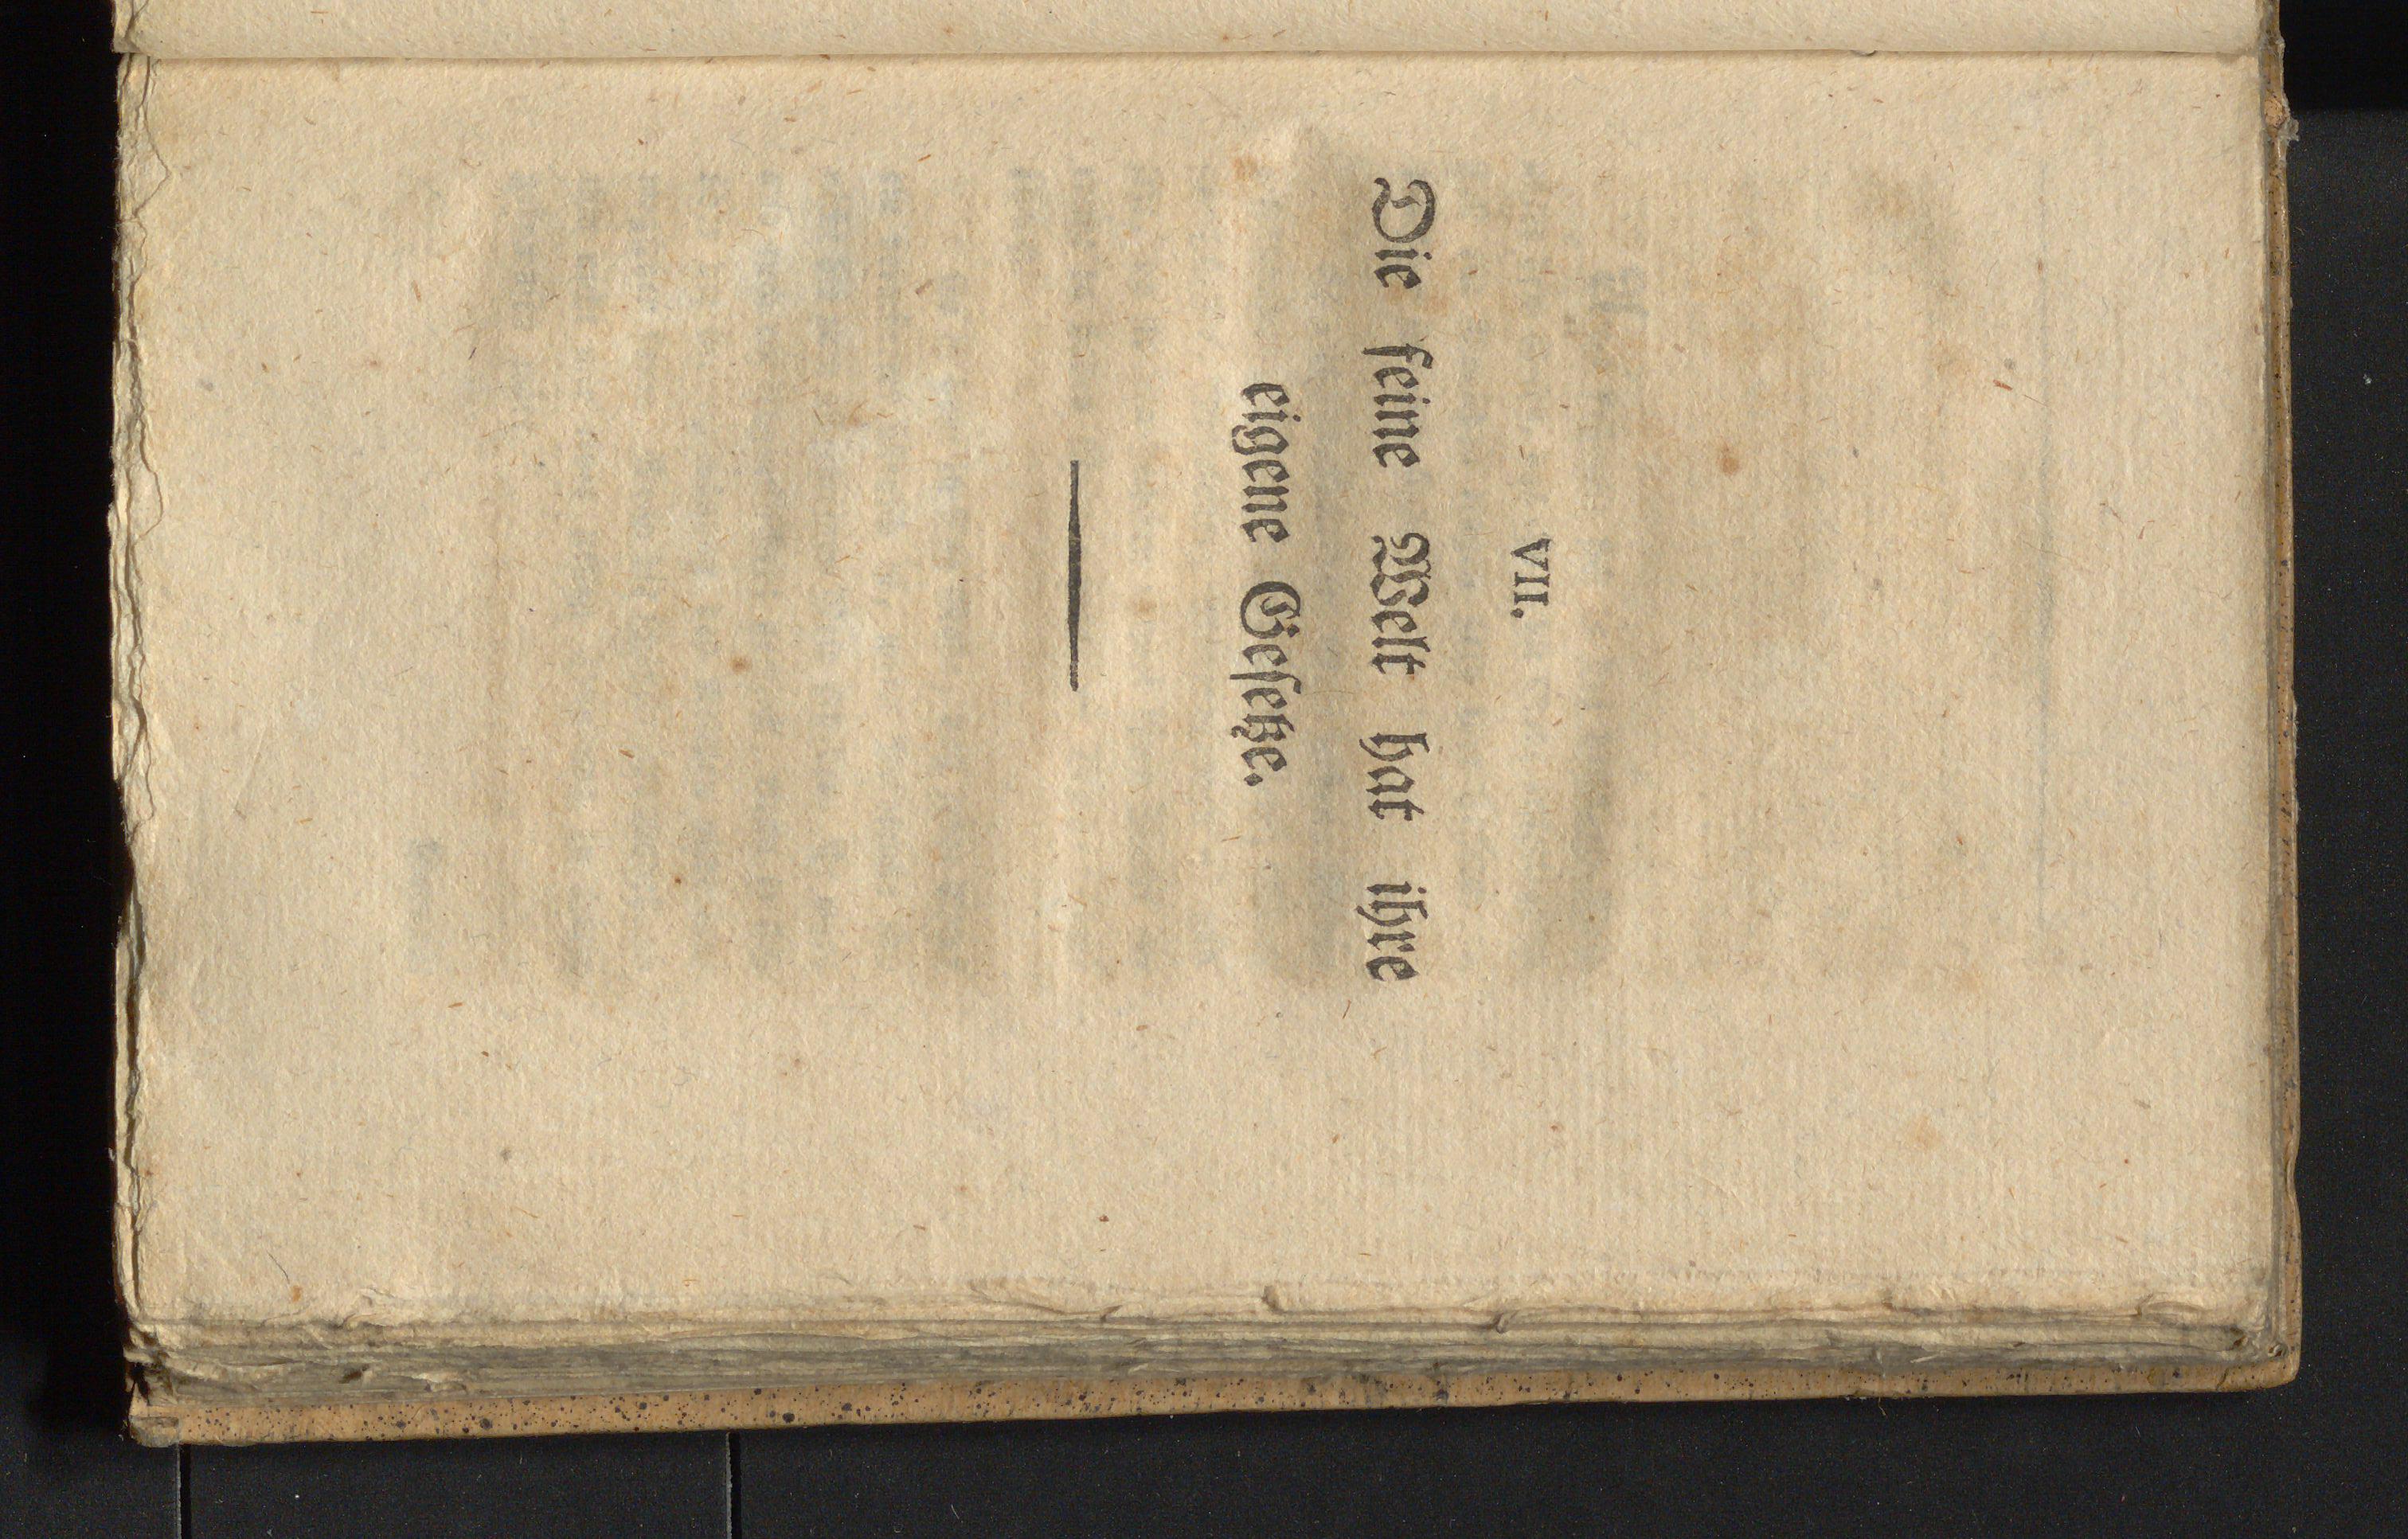 VII.
Die feine Welt hat ihre
eigene Gesetze.